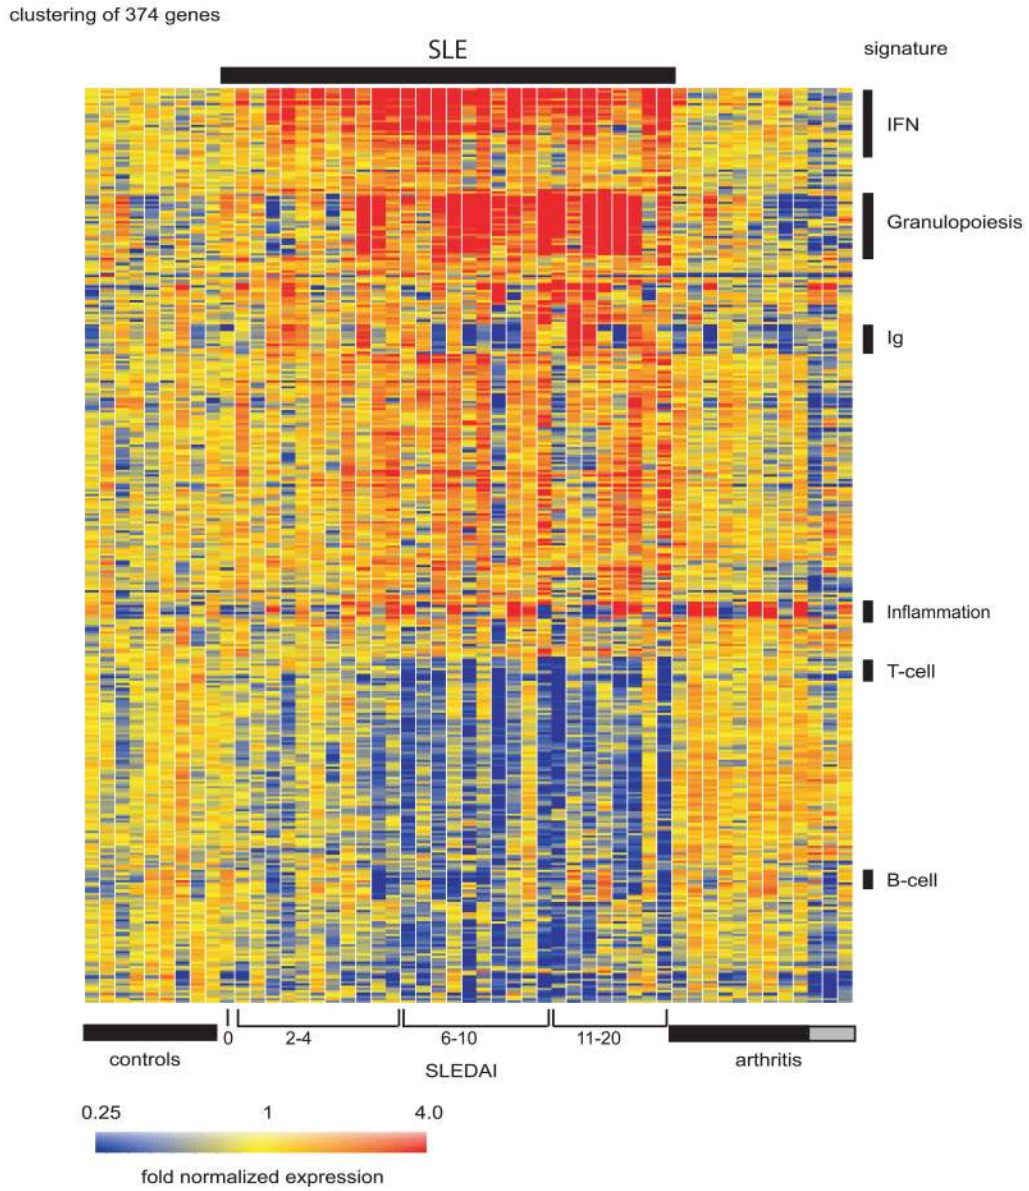 clustering of 374 genes
SLE
signature
IFN
Granulopoiesis
Ig
Inflammation
T-cell
B-cell
0 2-4 6-10 11-20
controls SLEDAI arthritis
0.25 1 4.0
fold normalized expression